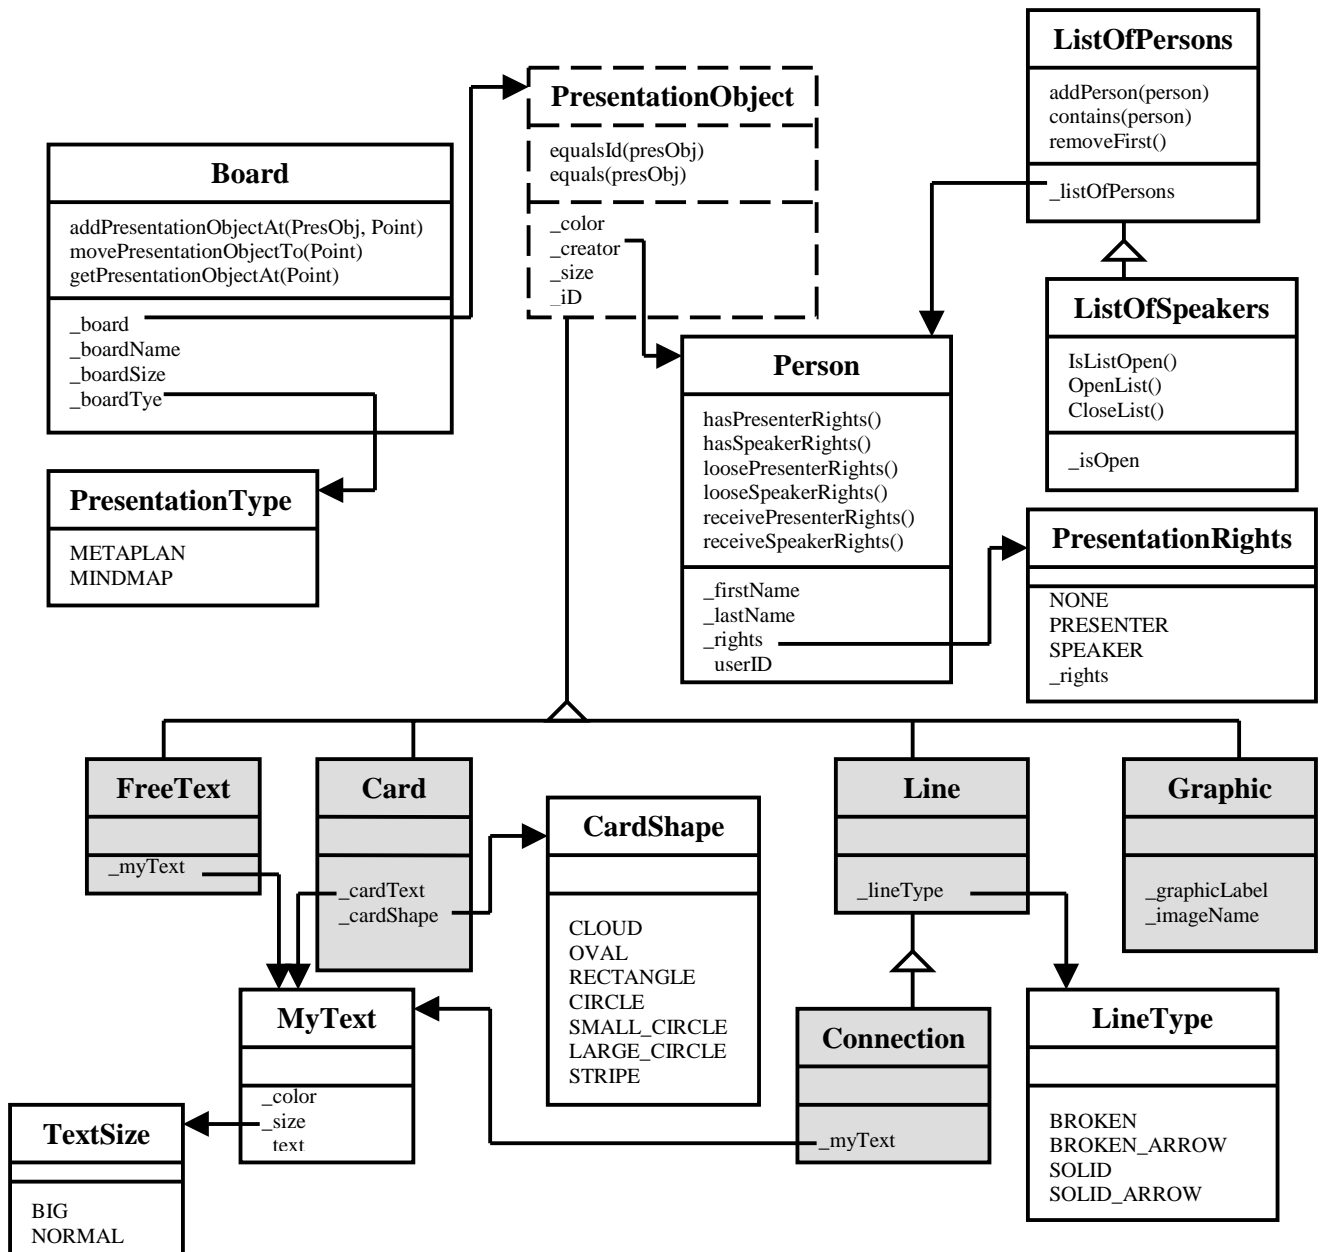 ListOfPersons
addPerson(person)
contains(person)
removeFirst()
_listOfPersons
PresentationObject
equalsId(presObj)
equals(presObj)
_color
_creator
_size
_iD
Board
addPresentationObjectAt(PresObj, Point)
movePresentationObjectTo(Point)
getPresentationObjectAt(Point)
_board
_boardName
_boardSize
_boardTye
ListOfSpeakers
IsListOpen()
OpenList()
CloseList()
_isOpen
Person
hasPresenterRights()
hasSpeakerRights()
loosePresenterRights()
looseSpeakerRights()
receivePresenterRights()
receiveSpeakerRights()
_firstName
_lastName
_rights
_userID
PresentationType
METAPLAN
MINDMAP
PresentationRights
NONE
PRESENTER
SPEAKER
_rights
FreeText
_myText
Card
_cardText
_cardShape
CardShape
CLOUD
OVAL
RECTANGLE
CIRCLE
SMALL_CIRCLE
LARGE_CIRCLE
STRIPE
Line
_lineType
Graphic
_graphicLabel
_imageName
MyText
_color
_size
_text
Connection
_myText
LineType
BROKEN
BROKEN_ARROW
SOLID
SOLID_ARROW
TextSize
BIG
NORMAL